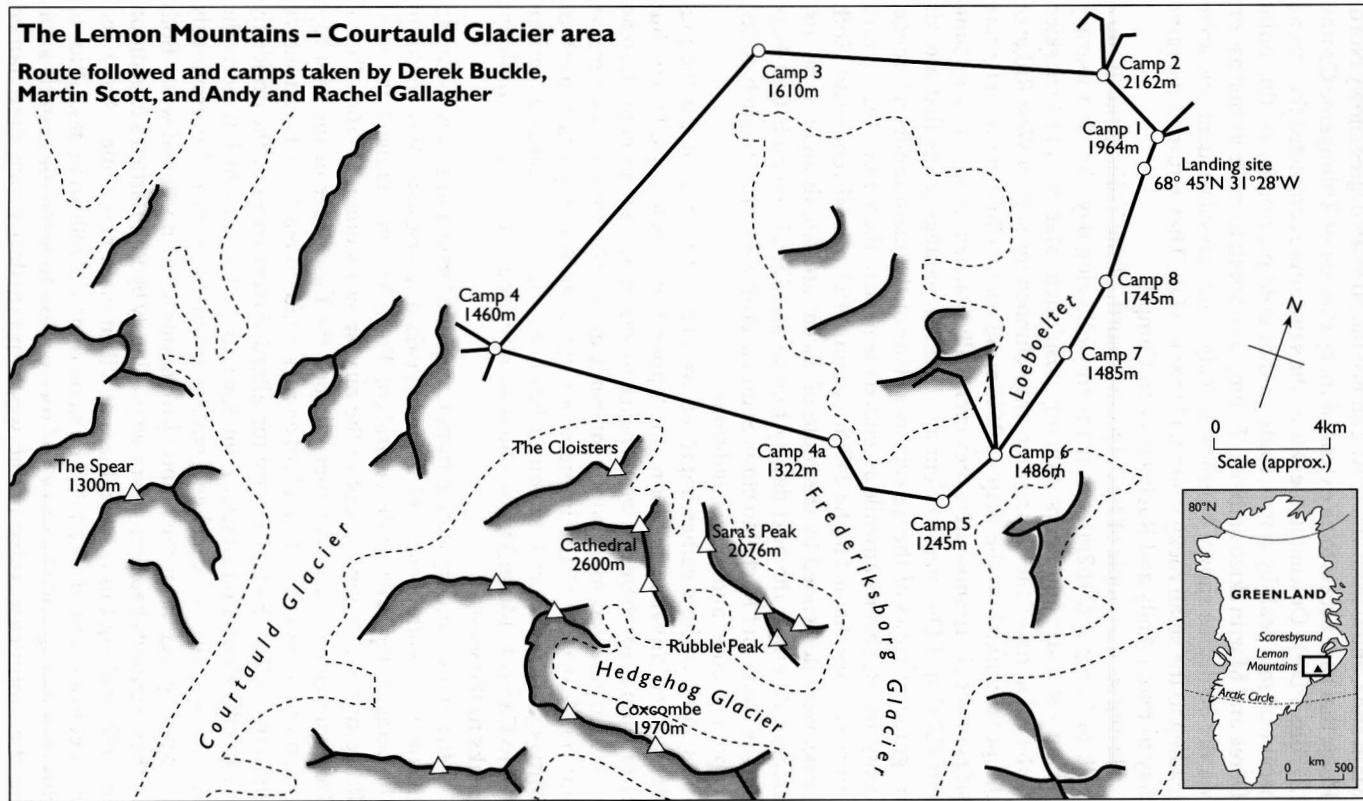 The Lemon Mountains – Courtauld Glacier area
Route followed and camps taken by Derek Buckle,
Martin Scott, and Andy and Rachel Gallagher
Camp 3
1610m
Camp 2
2162m
Camp 1
1964m
Landing site
68° 45'N 31°28'W
Camp 4
1460m
Camp 8
1745m
Loeboeltet
Camp 7
1485m
N
0 4km
Scale (approx.)
The Spear
1300m
The Cloisters
Camp 4a
1322m
Camp 6
1486m
Camp 5
1245m
Cathedral
2600m
Sara's Peak
2076m
Rubble Peak
Frederiksborg Glacier
Courtauld Glacier
Hedgehog Glacier
Coxcombe
1970m
80°N
GREENLAND
Scoresbysund
Lemon
Mountains
Arctic Circle
km
0 500